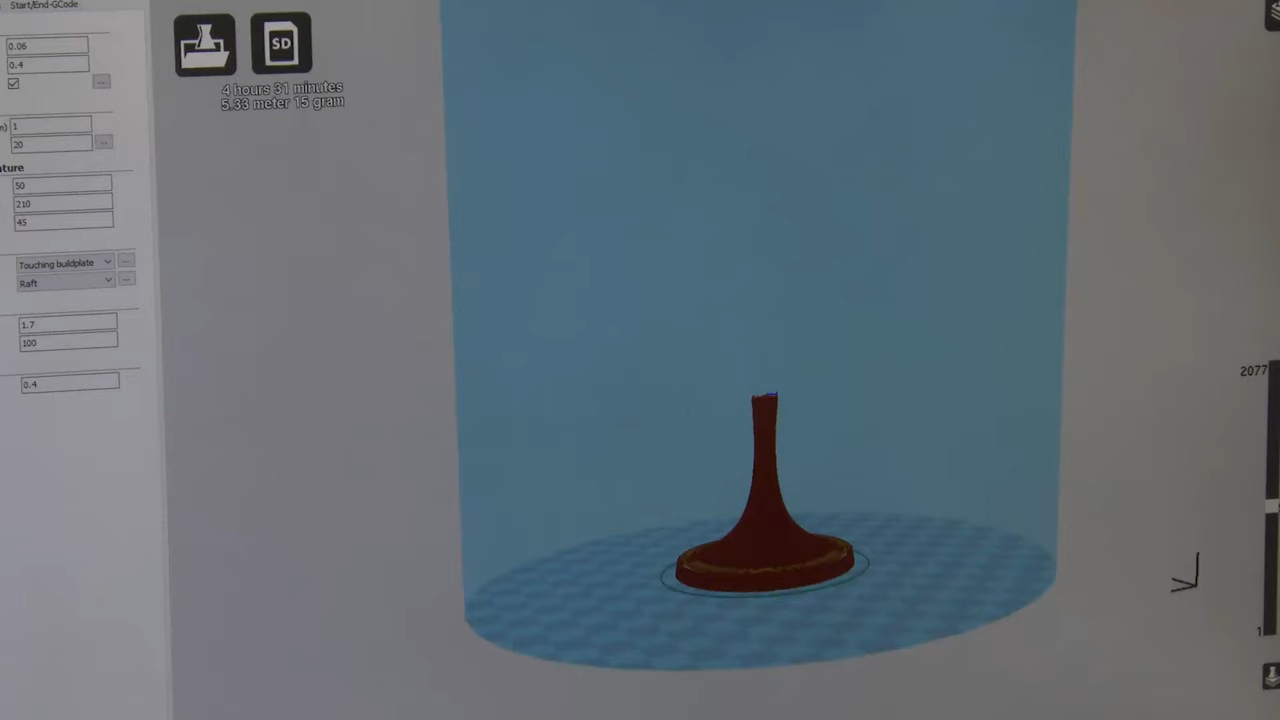 Start/End-GCode
0.06
0.4
...
m) 1
20
...
ture
50
210
45
Touching buildplate
...
Raft
...
1.7
100
0.4
SD
4 hours 31 minutes
5.33 meter 15 gram
2077
1